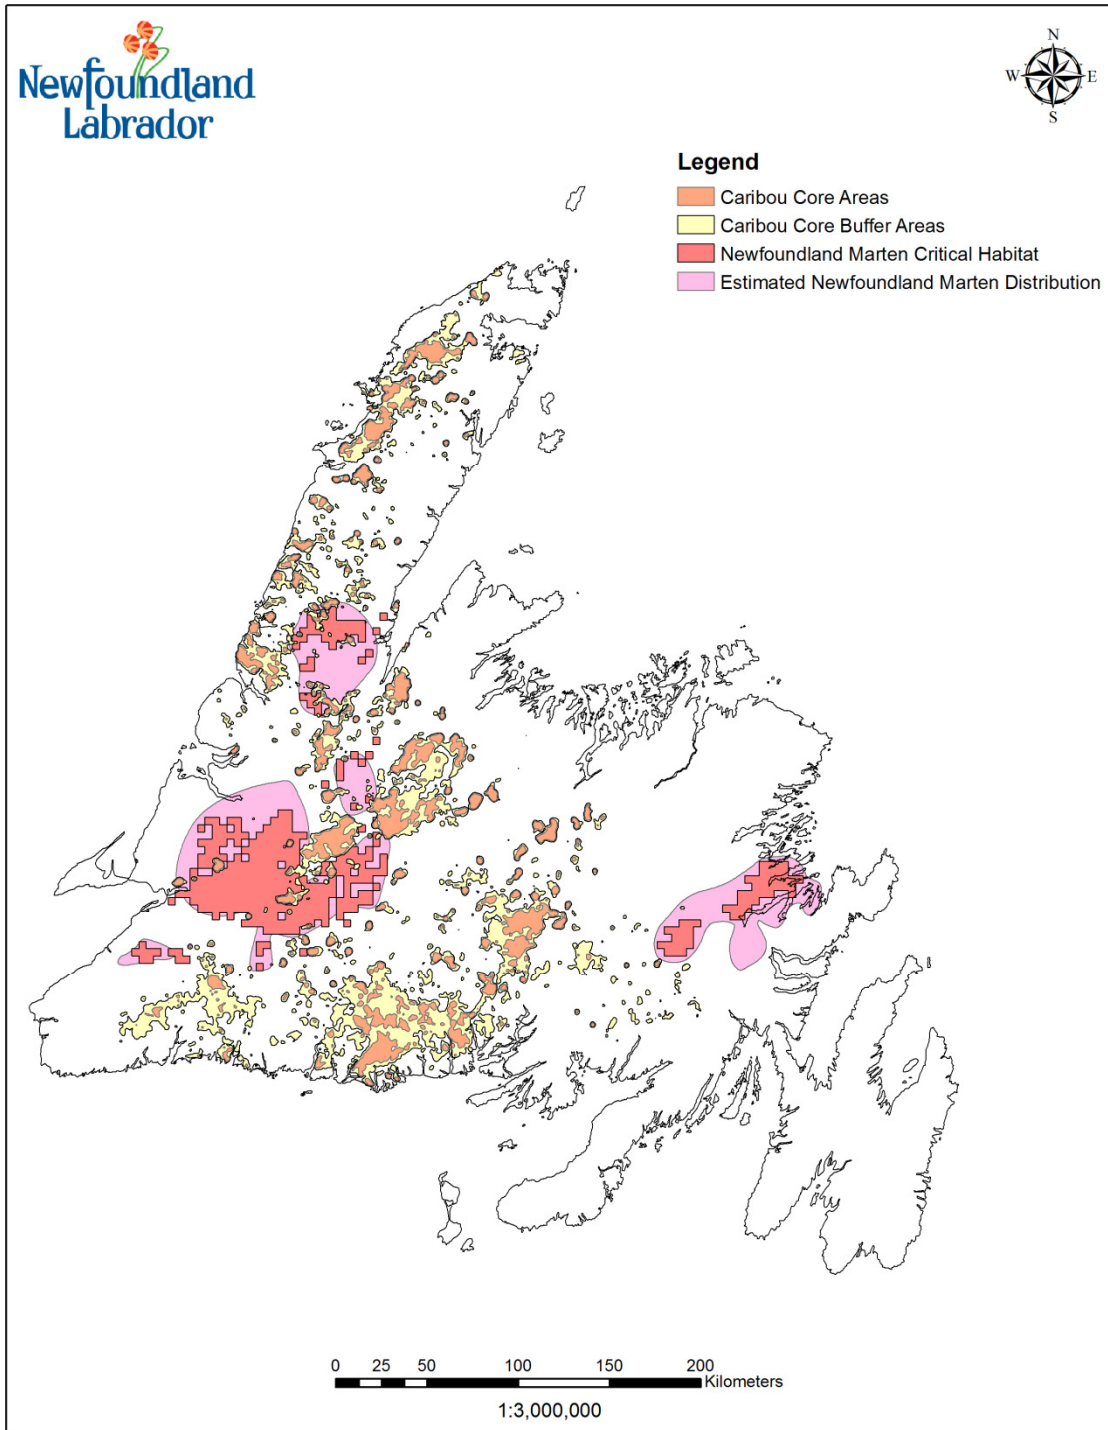 Newfoundland
Labrador
N
W E
S
Legend
Caribou Core Areas
Caribou Core Buffer Areas
Newfoundland Marten Critical Habitat
Estimated Newfoundland Marten Distribution
0 25 50 100 150 200
Kilometers
1:3,000,000